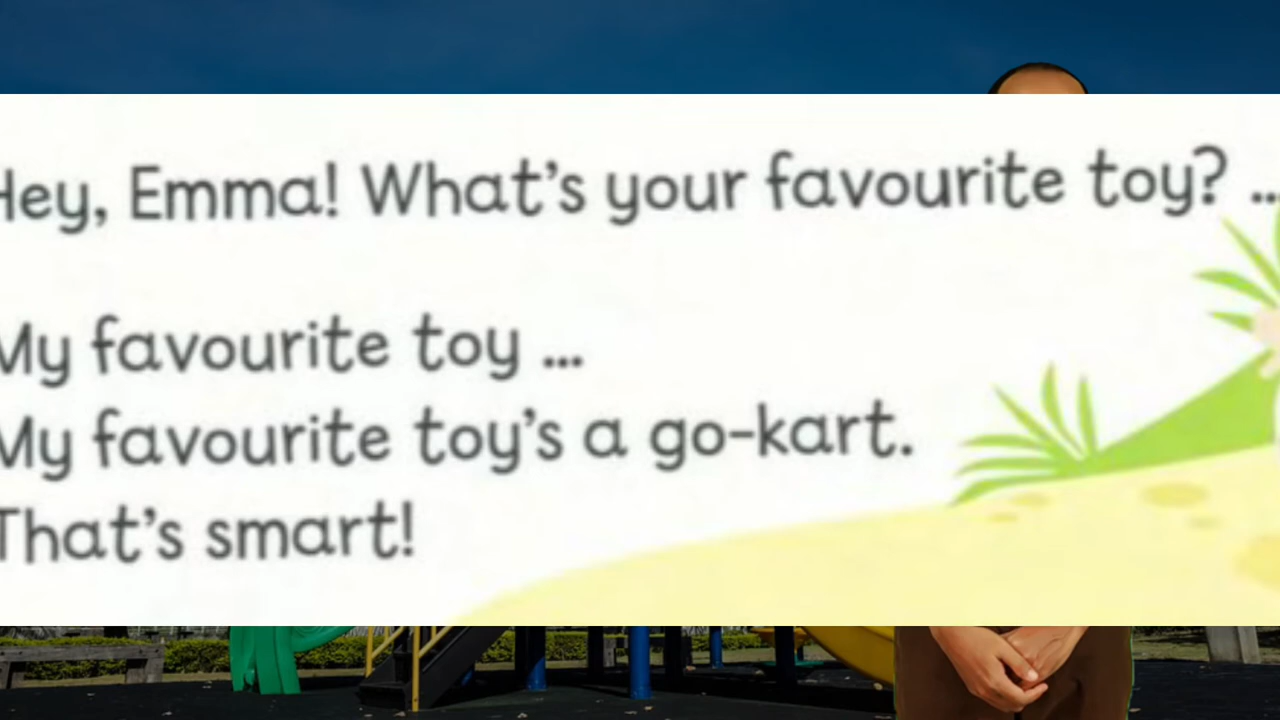 Hey, Emma! What's your favourite toy? ...
My favourite toy ...
My favourite toy's a go-kart.
That's smart!